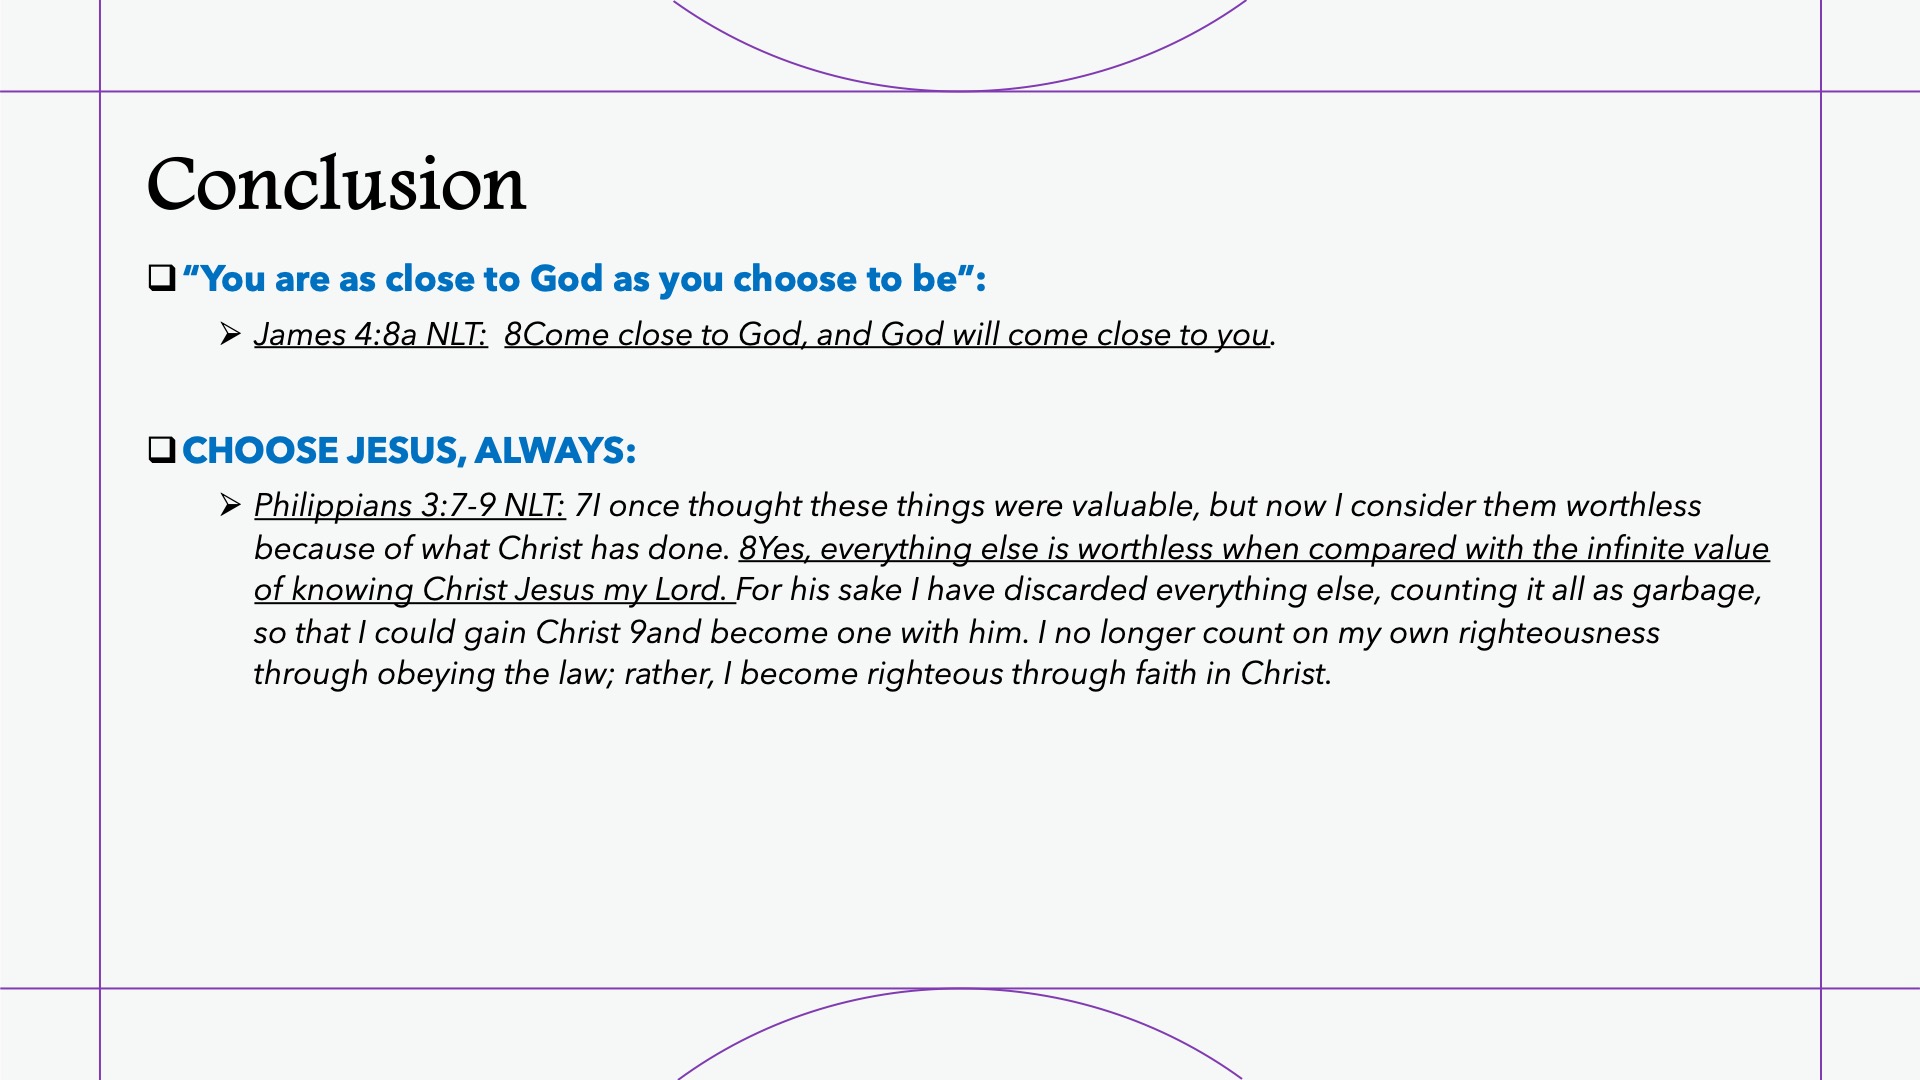 Conclusion
“You are as close to God as you choose to be”:
James 4:8a NLT:  8Come close to God, and God will come close to you.
CHOOSE JESUS, ALWAYS:
Philippians 3:7-9 NLT: 7I once thought these things were valuable, but now I consider them worthless
because of what Christ has done. 8Yes, everything else is worthless when compared with the infinite value
of knowing Christ Jesus my Lord. For his sake I have discarded everything else, counting it all as garbage,
so that I could gain Christ 9and become one with him. I no longer count on my own righteousness
through obeying the law; rather, I become righteous through faith in Christ.